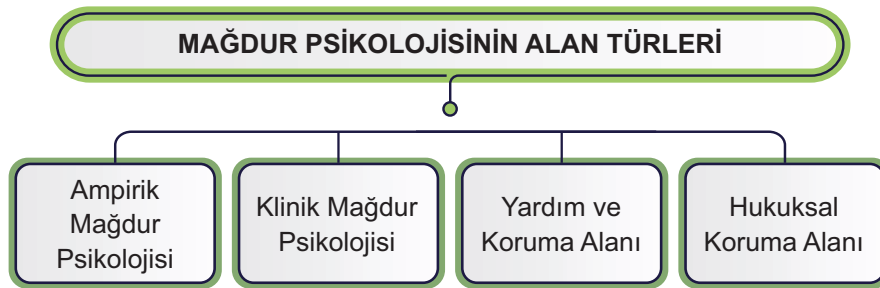 MAĞDUR PSİKOLOJİSİNİN ALAN TÜRLERİ
Ampirik
Mağdur
Psikolojisi
Klinik Mağdur
Psikolojisi
Yardım ve
Koruma Alanı
Hukuksal
Koruma Alanı